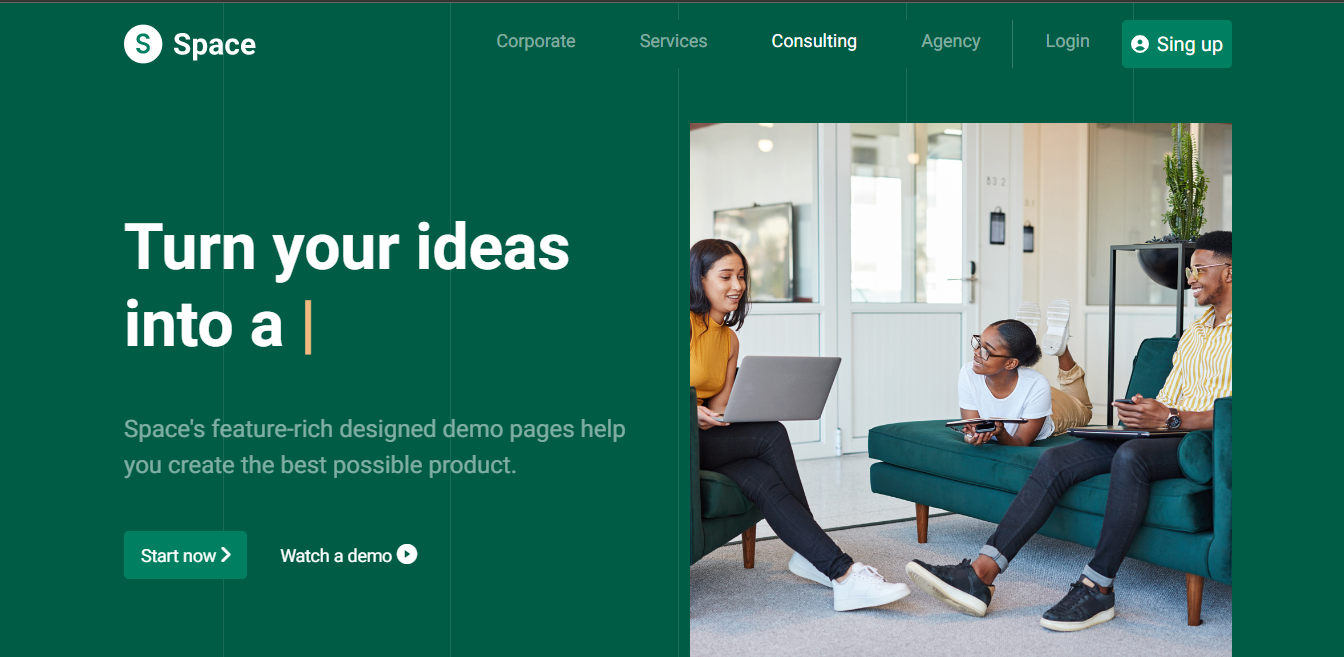 S Space
Corporate Services Consulting Agency Login Sing up
Turn your ideas
into a |
Space's feature-rich designed demo pages help
you create the best possible product.
Start now Watch a demo